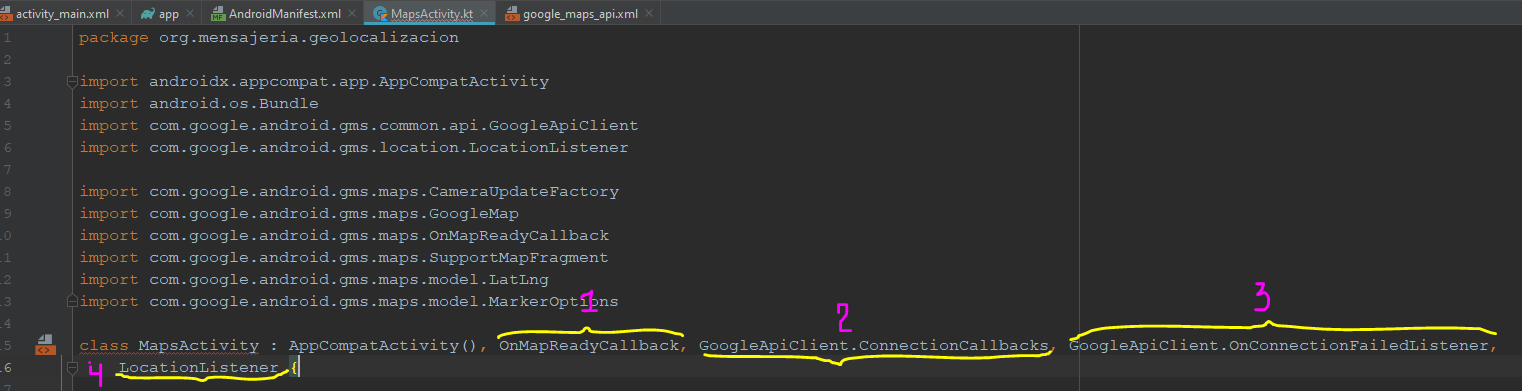 activity_main.xml app AndroidManifest.xml MapsActivity.kt google_maps_api.xml
1 package org.mensajeria.geolocalizacion
2
3 import androidx.appcompat.app.AppCompatActivity
4 import android.os.Bundle
5 import com.google.android.gms.common.api.GoogleApiClient
6 import com.google.android.gms.location.LocationListener
7
8 import com.google.android.gms.maps.CameraUpdateFactory
9 import com.google.android.gms.maps.GoogleMap
10 import com.google.android.gms.maps.OnMapReadyCallback
11 import com.google.android.gms.maps.SupportMapFragment
12 import com.google.android.gms.maps.model.LatLng
13 import com.google.android.gms.maps.model.MarkerOptions
1 2 3
14
15 class MapsActivity : AppCompatActivity(), OnMapReadyCallback, GoogleApiClient.ConnectionCallbacks, GoogleApiClient.OnConnectionFailedListener,
16 4 LocationListener {